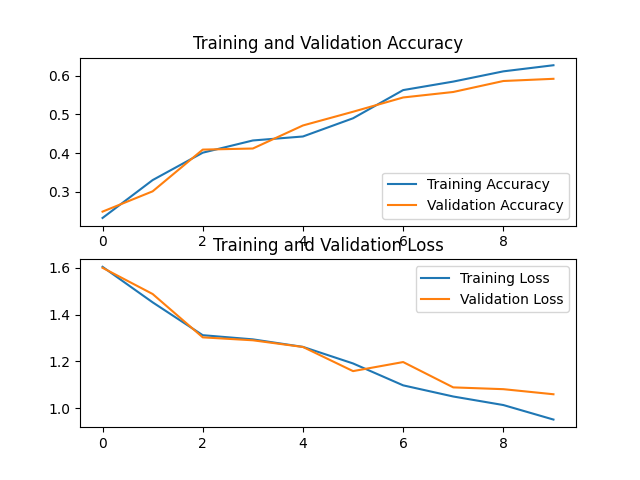 Training and Validation Accuracy
0.6
0.5
0.4
0.3
Training Accuracy
Validation Accuracy
0 2 4 6 8
Training and Validation Loss
1.6
1.4
1.2
1.0
Training Loss
Validation Loss
0 2 4 6 8